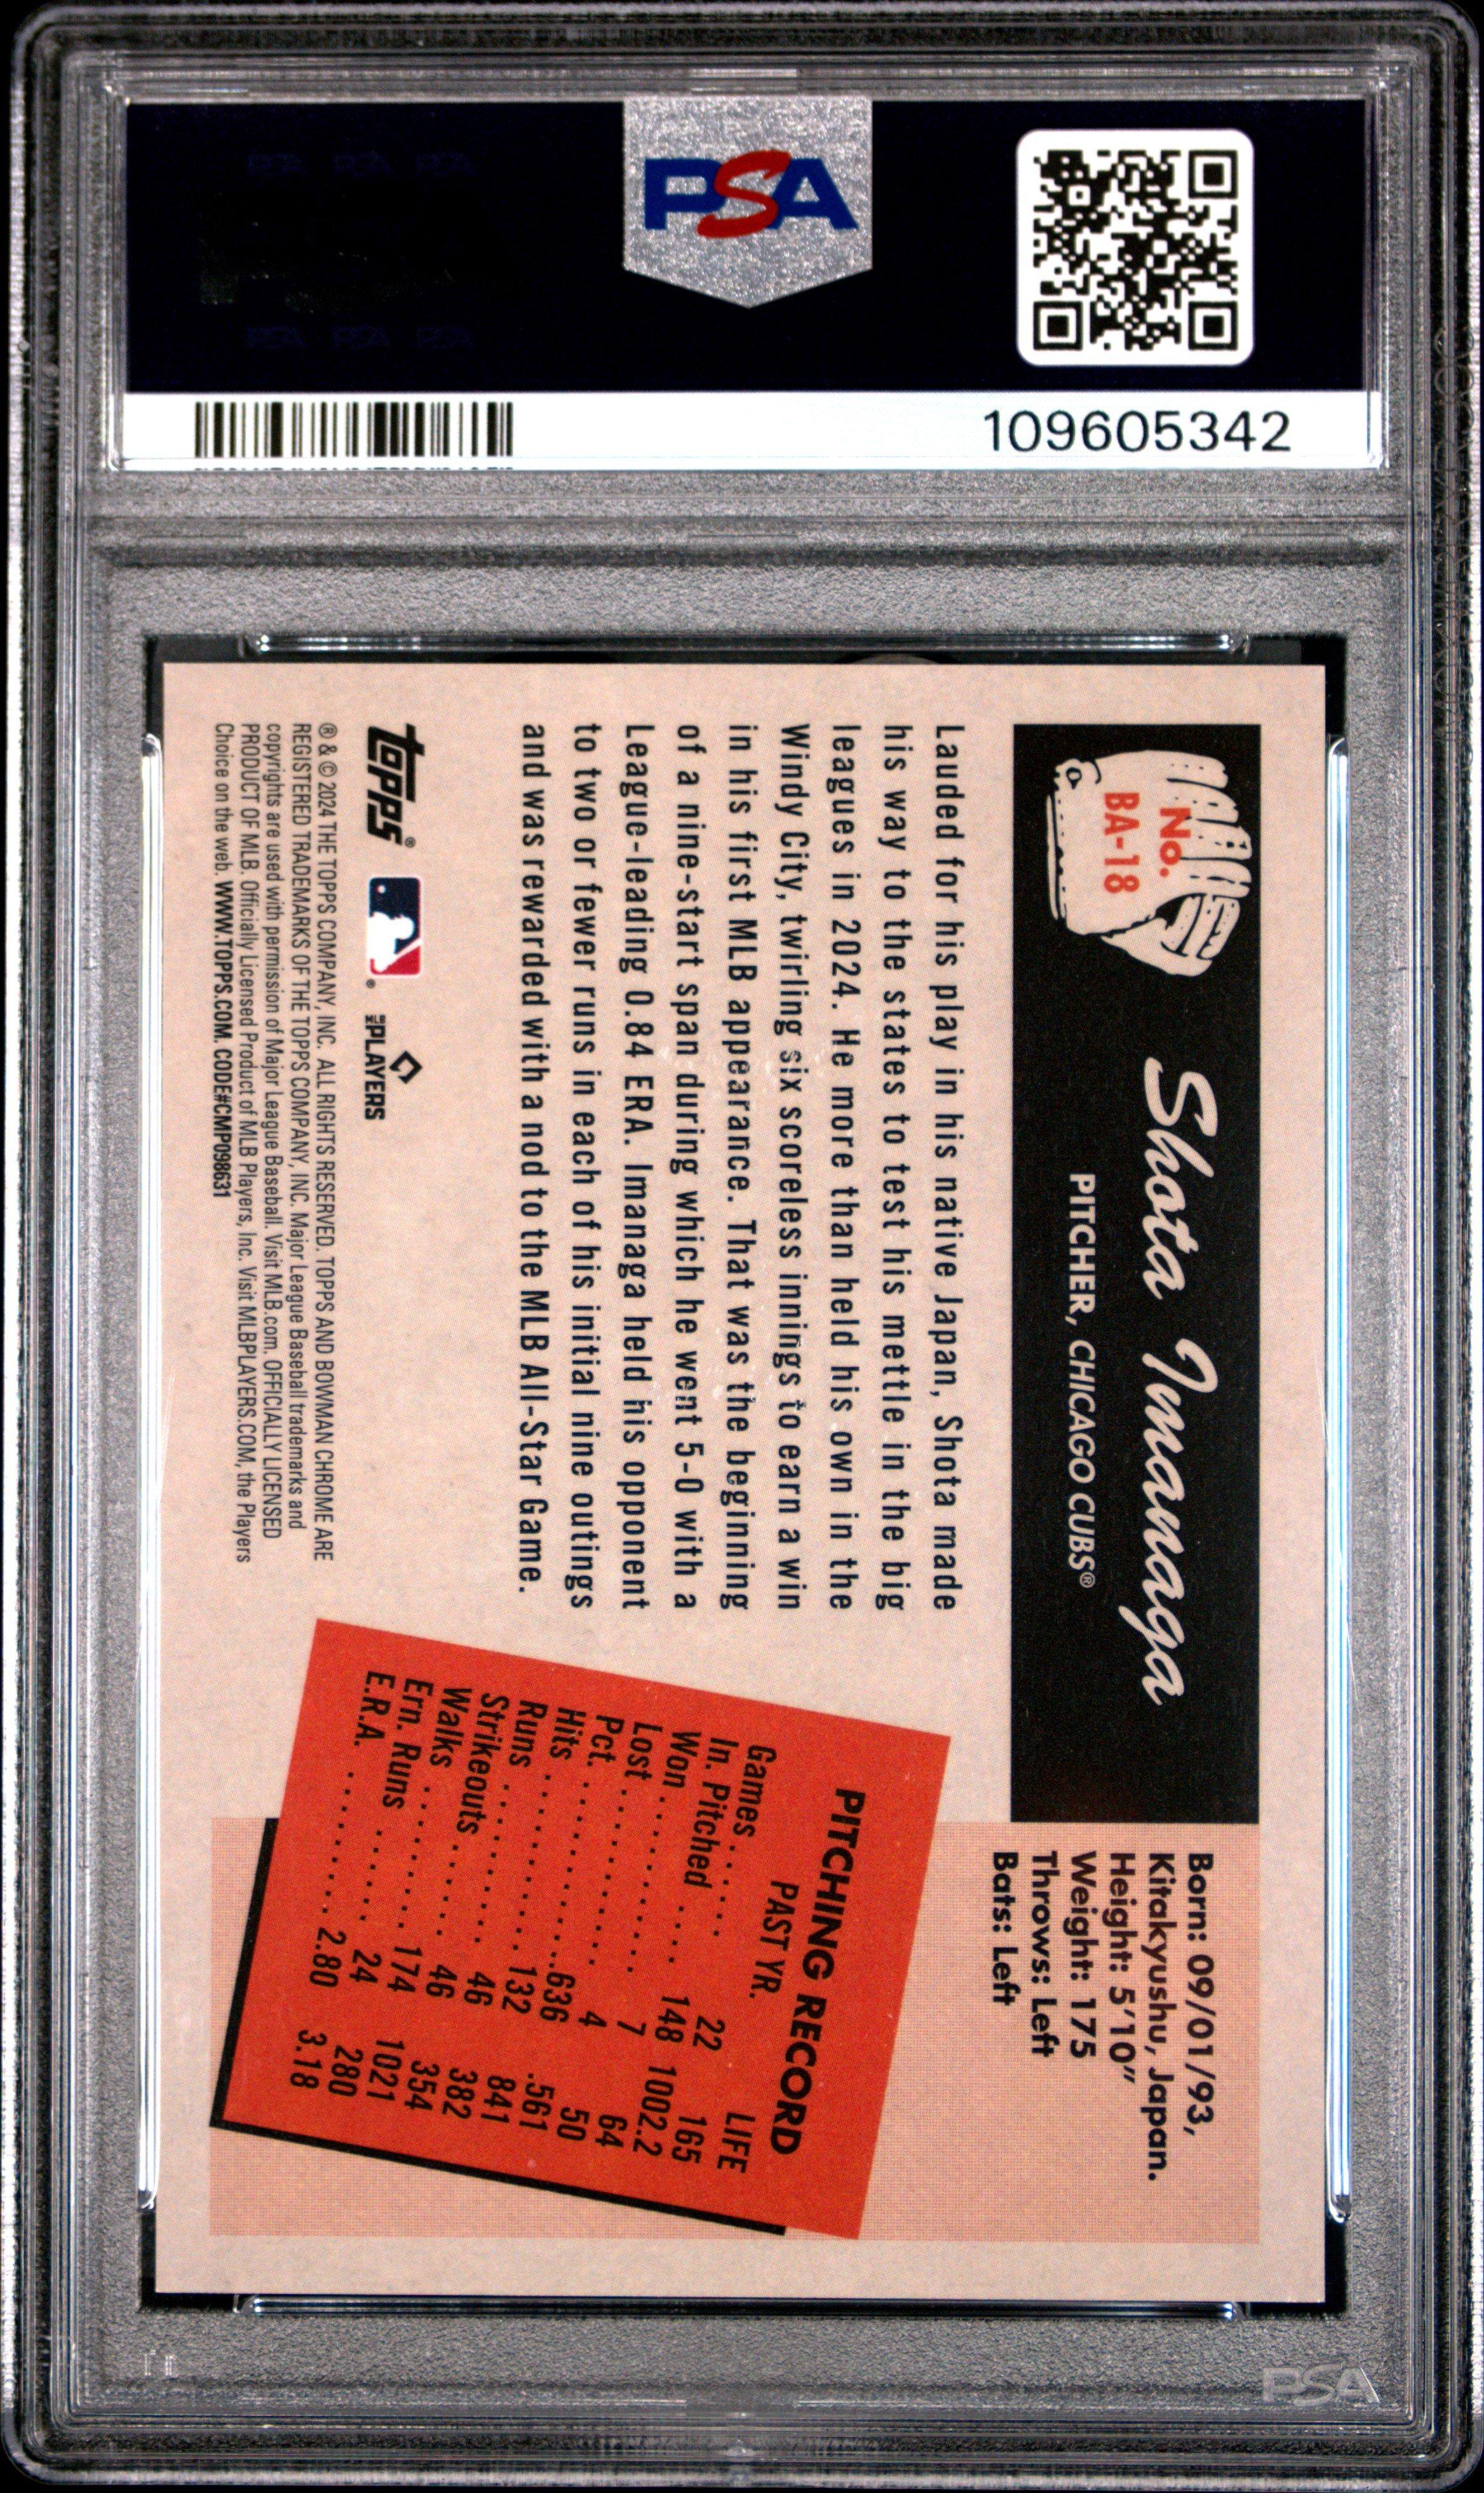 PSA
109605342
No.
BA-18
Shota Imanaga
PITCHER, CHICAGO CUBS®
Born: 09/01/93,
Kitakyushu, Japan.
Height: 5'10"
Weight: 175
Throws: Left
Bats: Left
Lauded for his play in his native Japan, Shota made
his way to the states to test his mettle in the big
leagues in 2024. He more than held his own in the
Windy City, twirling six scoreless innings to earn a win
in his first MLB appearance. That was the beginning
of a nine-start span during which he went 5-0 with a
League-leading 0.84 ERA. Imanaga held his opponent
to two or fewer runs in each of his initial nine outings
and was rewarded with a nod to the MLB All-Star Game.
PITCHING RECORD
PAST YR. LIFE
Games ...... 22 165
In. Pitched .... 148 1002.2
Won .......... 7 64
Lost .......... 4 50
Pct. .......... .636 .561
Hits .......... 132 841
Runs .......... 46 382
Strikeouts ...... 46 354
Walks .......... 174 1021
Ern. Runs ...... 24 280
E.R.A. .......... 2.80 3.18
topps®
® MLB PLAYERS
® & © 2024 THE TOPPS COMPANY, INC. ALL RIGHTS RESERVED. TOPPS AND BOWMAN CHROME ARE
REGISTERED TRADEMARKS OF THE TOPPS COMPANY, INC. Major League Baseball trademarks and
copyrights are used with permission of Major League Baseball. Visit MLB.com. OFFICIALLY LICENSED
PRODUCT OF MLB. Officially Licensed Product of MLB Players, Inc. Visit MLBPLAYERS.COM, the Players
Choice on the web. WWW.TOPPS.COM. CODE#CMP098631
PSA